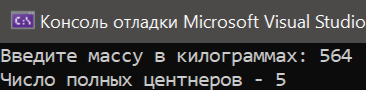 C:\ Консоль отладки Microsoft Visual Studio
Введите массу в килограммах: 564
Число полных центнеров - 5